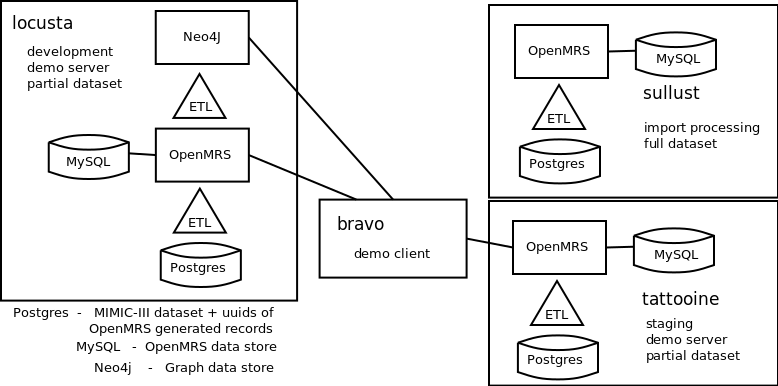 locusta
development
demo server
partial dataset
Neo4J
ETL
MySQL
OpenMRS
ETL
Postgres
Postgres - MIMIC-III dataset + uuids of
OpenMRS generated records
MySQL - OpenMRS data store
Neo4j - Graph data store
bravo
demo client
OpenMRS
MySQL
sullust
ETL
import processing
full dataset
Postgres
OpenMRS
MySQL
tattooine
ETL
staging
demo server
partial dataset
Postgres